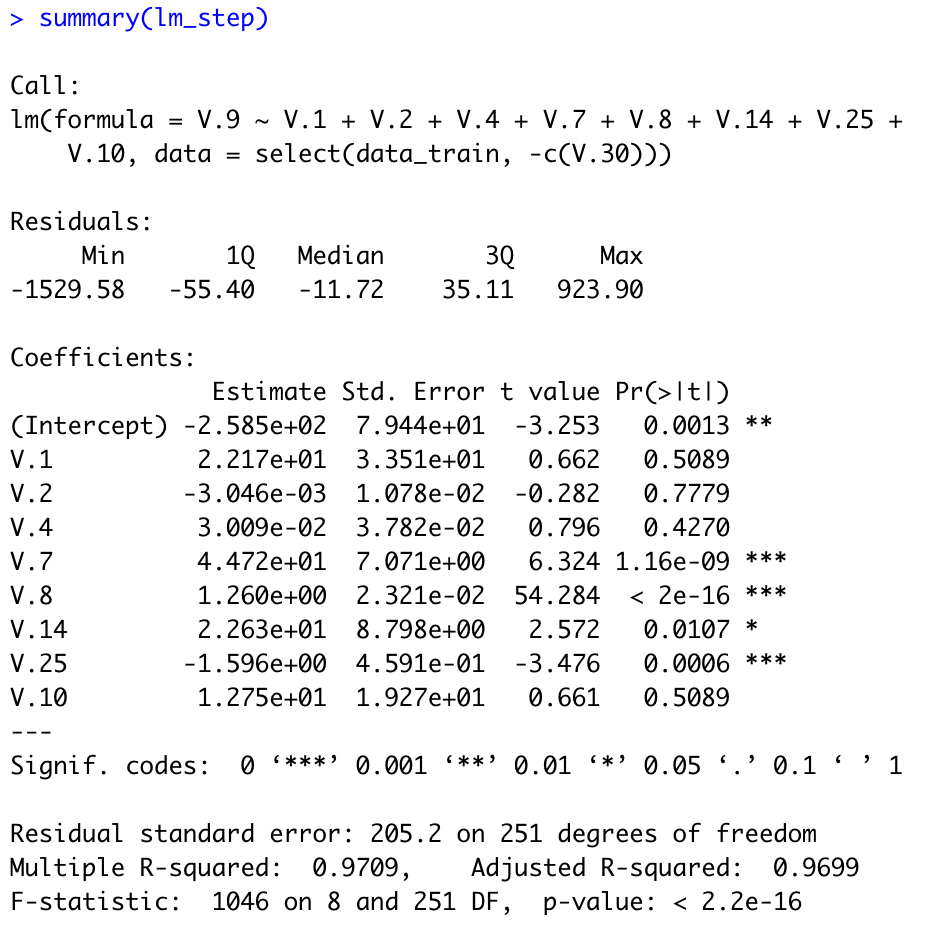 > summary(lm_step)
Call:
lm(formula = V.9 ~ V.1 + V.2 + V.4 + V.7 + V.8 + V.14 + V.25 +
    V.10, data = select(data_train, -c(V.30)))
Residuals:
     Min       1Q   Median       3Q      Max
-1529.58   -55.40   -11.72    35.11   923.90
Coefficients:
              Estimate Std. Error t value Pr(>|t|)
(Intercept) -2.585e+02  7.944e+01  -3.253   0.0013 **
V.1          2.217e+01  3.351e+01   0.662   0.5089
V.2         -3.046e-03  1.078e-02  -0.282   0.7779
V.4          3.009e-02  3.782e-02   0.796   0.4270
V.7          4.472e+01  7.071e+00   6.324 1.16e-09 ***
V.8          1.260e+00  2.321e-02  54.284  < 2e-16 ***
V.14         2.263e+01  8.798e+00   2.572   0.0107 *
V.25        -1.596e+00  4.591e-01  -3.476   0.0006 ***
V.10         1.275e+01  1.927e+01   0.661   0.5089
---
Signif. codes:  0 ‘***’ 0.001 ‘**’ 0.01 ‘*’ 0.05 ‘.’ 0.1 ‘ ’ 1
Residual standard error: 205.2 on 251 degrees of freedom
Multiple R-squared:  0.9709,    Adjusted R-squared:  0.9699
F-statistic:  1046 on 8 and 251 DF,  p-value: < 2.2e-16